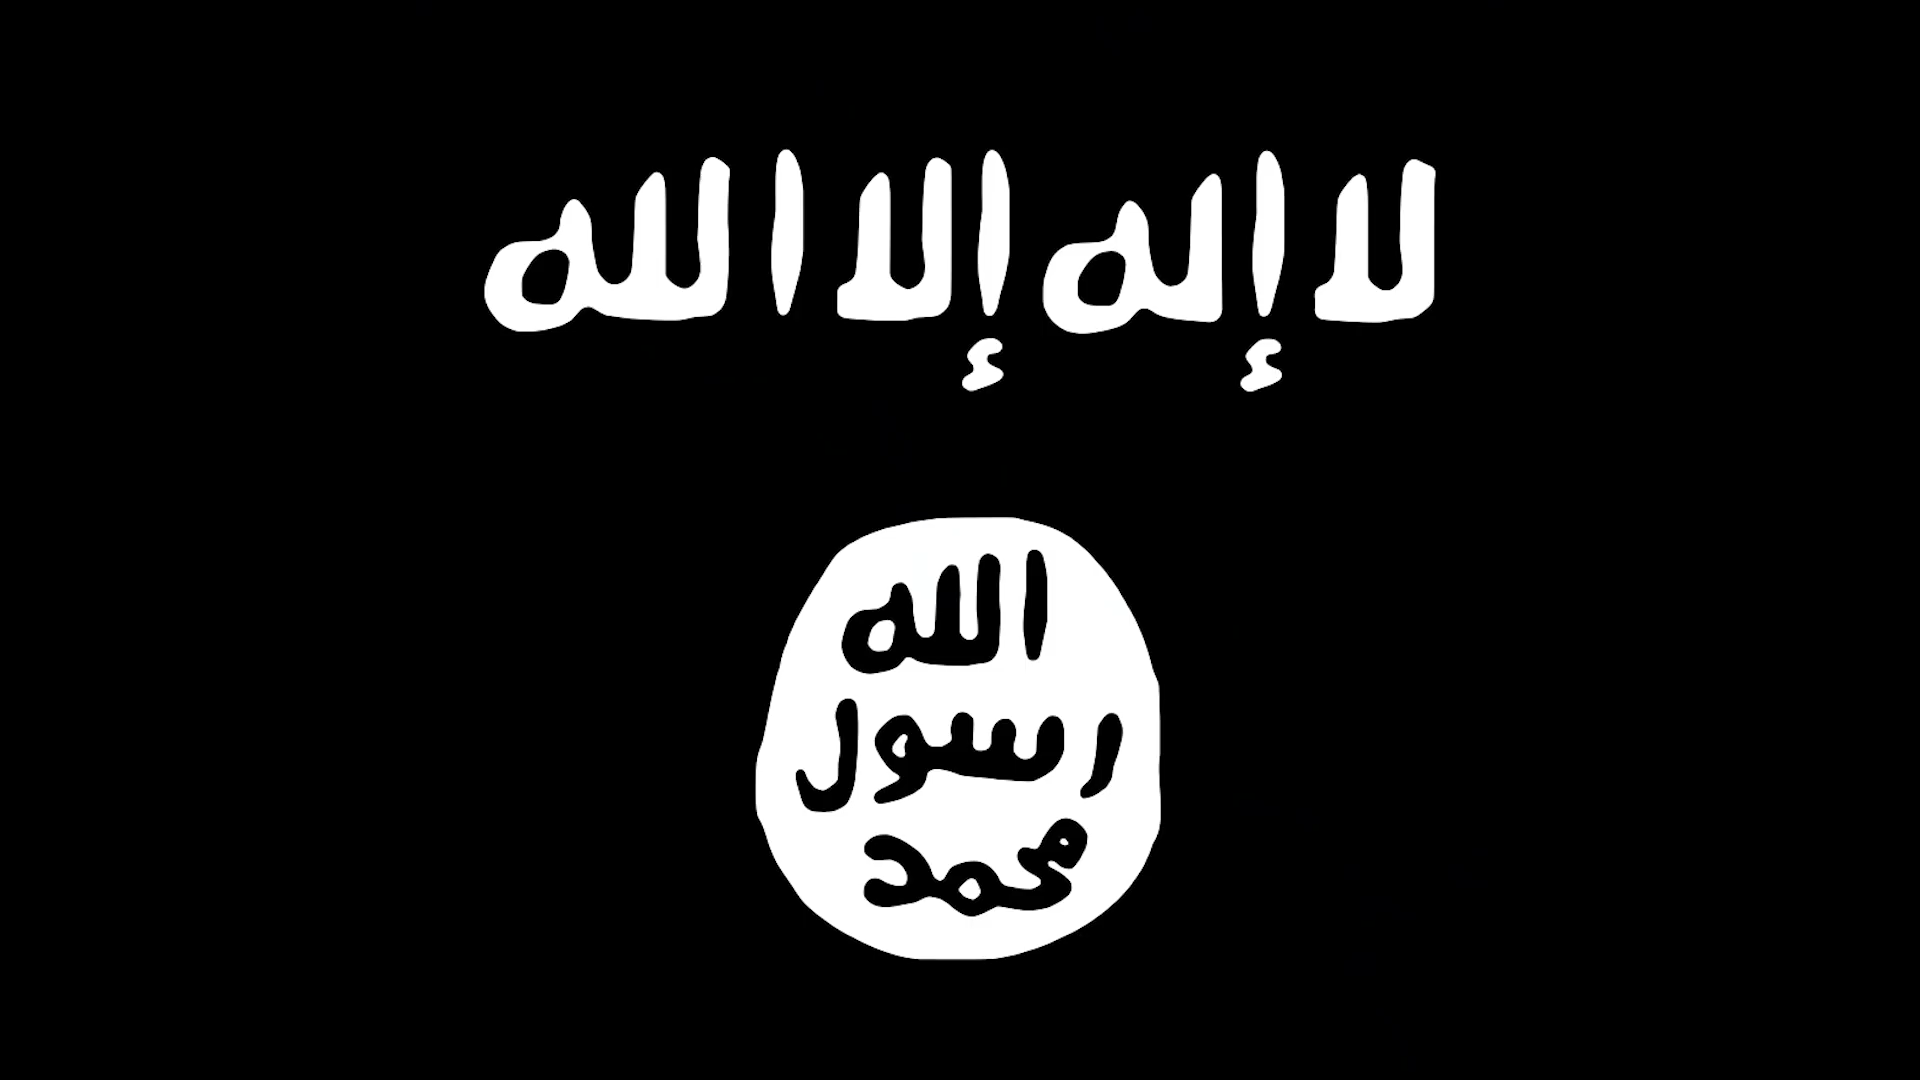 لا إله إلا الله
الله
رسول
محمد